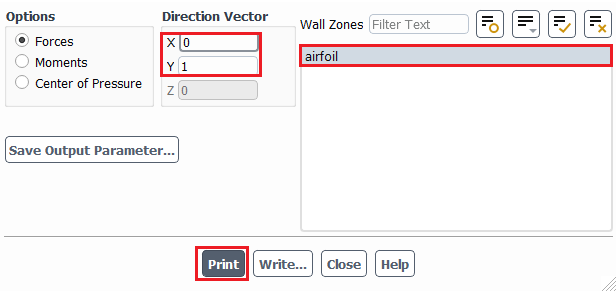 Options
Forces
Moments
Center of Pressure
Save Output Parameter...
Direction Vector
X 0
Y 1
Z 0
Wall Zones Filter Text
airfoil
Print Write... Close Help